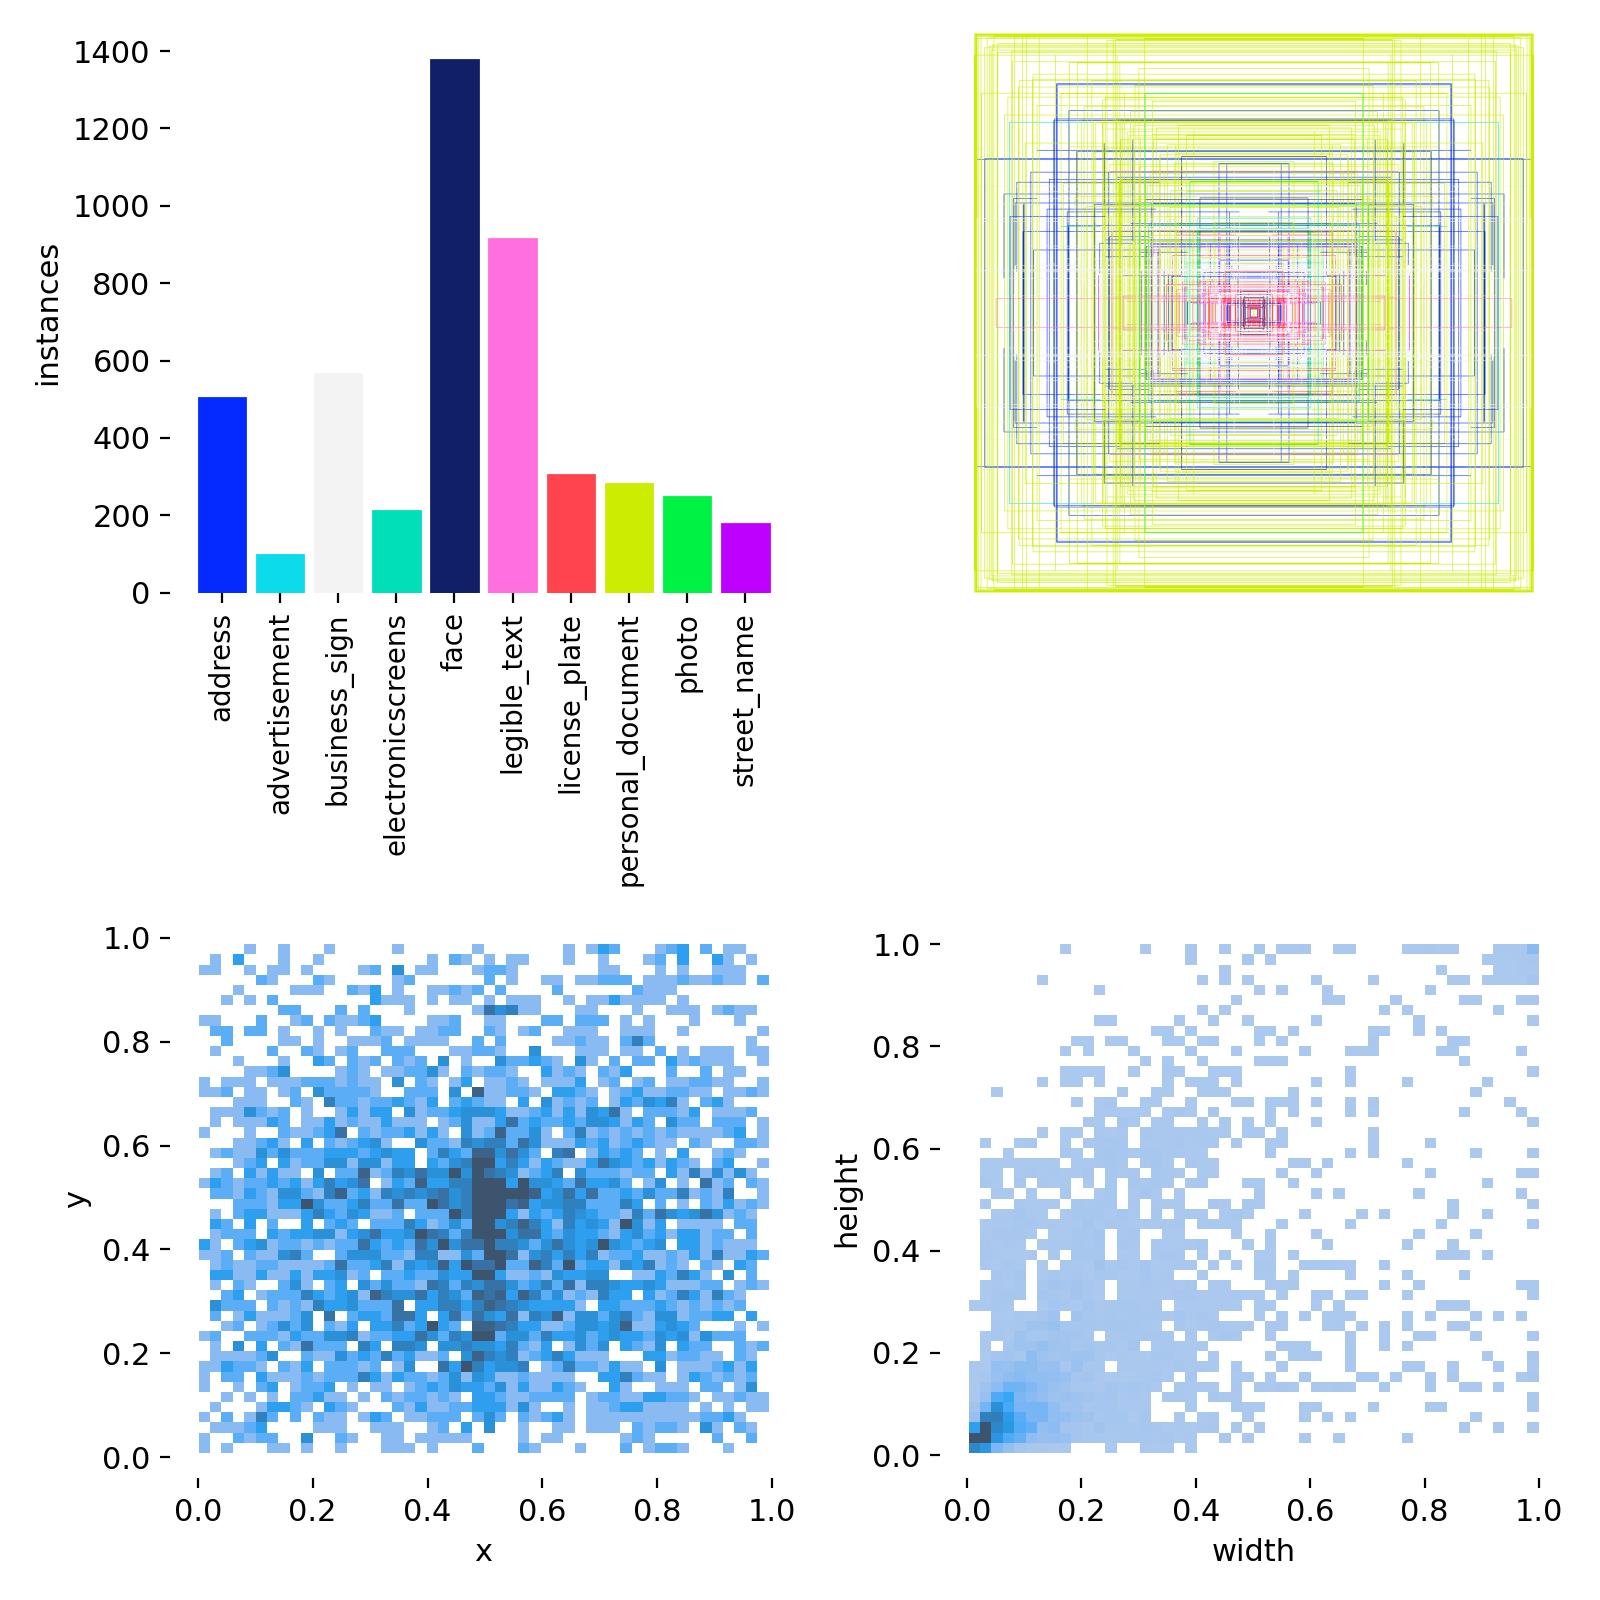 1400
1200
1000
800
600
400
200
0
instances
address
advertisement
business_sign
electronicscreens
face
legible_text
license_plate
personal_document
photo
street_name
1.0
0.8
0.6
0.4
0.2
0.0
y
0.0 0.2 0.4 0.6 0.8 1.0
x
1.0
0.8
0.6
0.4
0.2
0.0
height
0.0 0.2 0.4 0.6 0.8 1.0
width